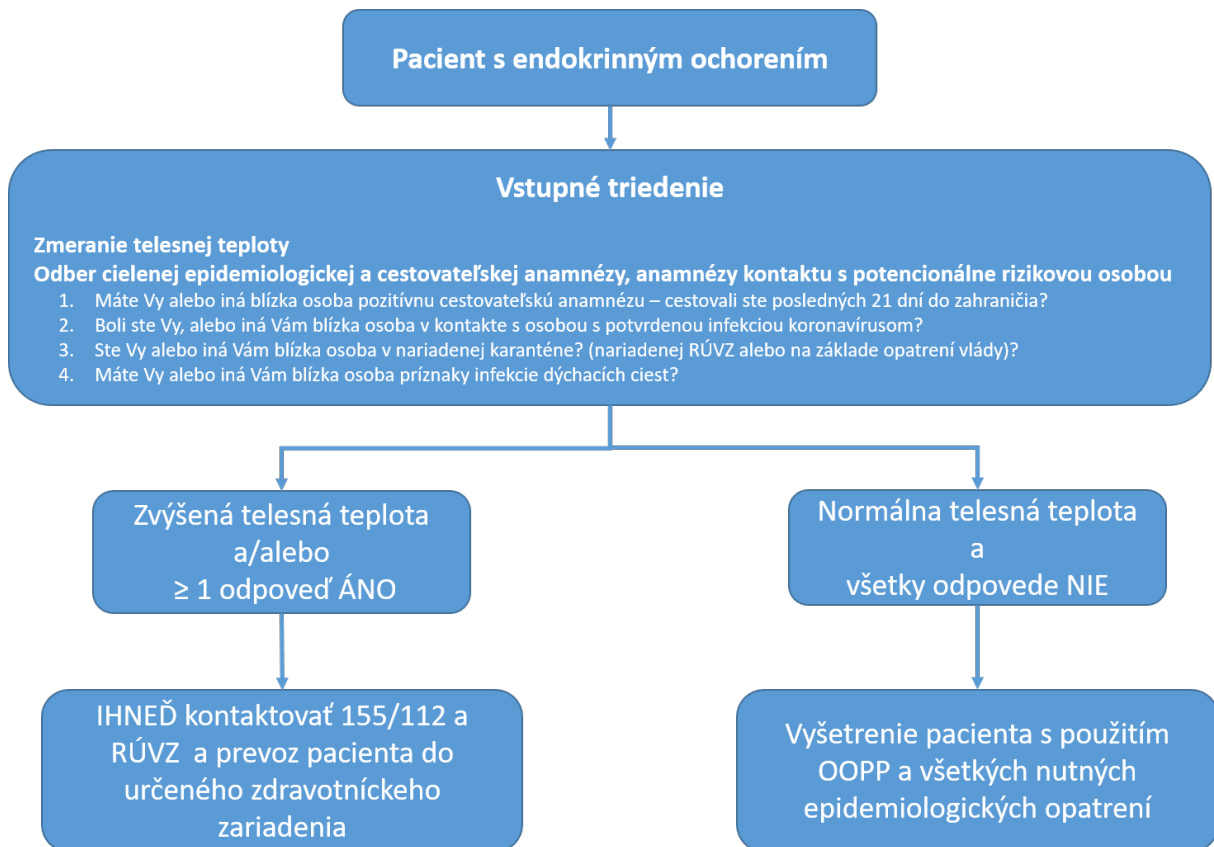 Pacient s endokrinným ochorením
Vstupné triedenie
Zmeranie telesnej teploty
Odber cielenej epidemiologickej a cestovateľskej anamnézy, anamnézy kontaktu s potencionálne rizikovou osobou
1. Máte Vy alebo iná blízka osoba pozitívnu cestovateľskú anamnézu – cestovali ste posledných 21 dní do zahraničia?
2. Boli ste Vy, alebo iná Vám blízka osoba v kontakte s osobou s potvrdenou infekciou koronavírusom?
3. Ste Vy alebo iná Vám blízka osoba v nariadenej karanténe? (nariadenej RÚVZ alebo na základe opatrení vlády)?
4. Máte Vy alebo iná Vám blízka osoba príznaky infekcie dýchacích ciest?
Zvýšená telesná teplota
a/alebo
≥ 1 odpoveď ÁNO
Normálna telesná teplota
a
všetky odpovede NIE
IHNEĎ kontaktovať 155/112 a
RÚVZ a prevoz pacienta do
určeného zdravotníckeho
zariadenia
Vyšetrenie pacienta s použitím
OOPP a všetkých nutných
epidemiologických opatrení